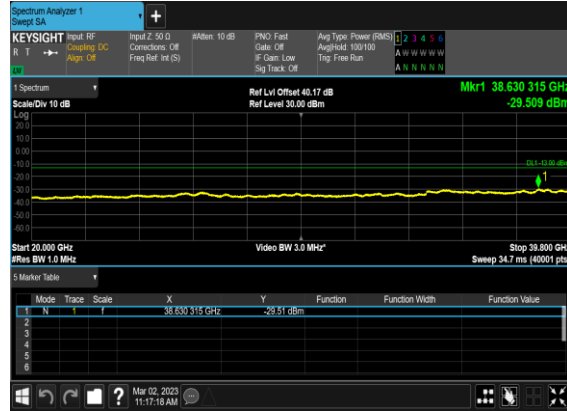 Spectrum Analyzer 1
Swept SA
KEYSIGHT Input: RF Input Z: 50 Ω #Atten: 10 dB PNO: Fast Avg Type: Power (RMS) 1 2 3 4 5 6
R T Coupling: DC Corrections: Off Gate: Off Avg|Hold: 100/100 A W W W W W
Align: Off Freq Ref: Int (S) IF Gain: Low Trig: Free Run
LW Sig Track: Off A N N N N N
1 Spectrum Ref Lvl Offset 40.17 dB Mkr1 38.630 315 GHz
Scale/Div 10 dB Ref Level 30.00 dBm -29.509 dBm
Log
20.0
10.0
0.00
-10.0
DL1 -13.00 dBm
-20.0
1
-30.0
-40.0
-50.0
-60.0
Start 20.000 GHz Video BW 3.0 MHz* Stop 39.800 GHz
#Res BW 1.0 MHz Sweep 34.7 ms (40001 pts)
5 Marker Table
Mode Trace Scale X Y Function Function Width Function Value
1 N 1 f 38.630 315 GHz -29.51 dBm
2
3
4
5
6
? Mar 02, 2023
11:17:18 AM